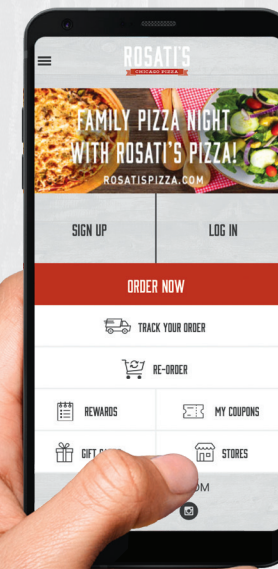 ROSATI'S
CHICAGO PIZZA
FAMILY PIZZA NIGHT
WITH ROSATI'S PIZZA!
ROSATISPIZZA.COM
SIGN UP
LOG IN
ORDER NOW
TRACK YOUR ORDER
RE-ORDER
REWARDS
MY COUPONS
GIFT
STORES